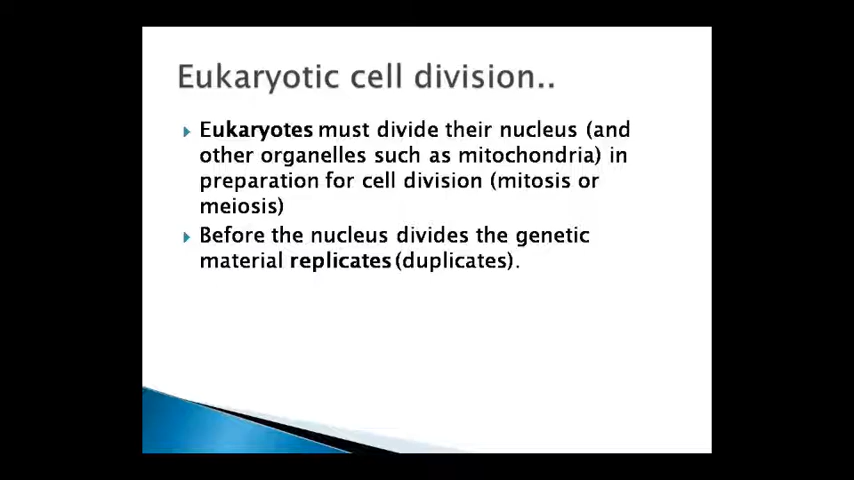 Eukaryotic cell division..
Eukaryotes must divide their nucleus (and
other organelles such as mitochondria) in
preparation for cell division (mitosis or
meiosis)
Before the nucleus divides the genetic
material replicates (duplicates).